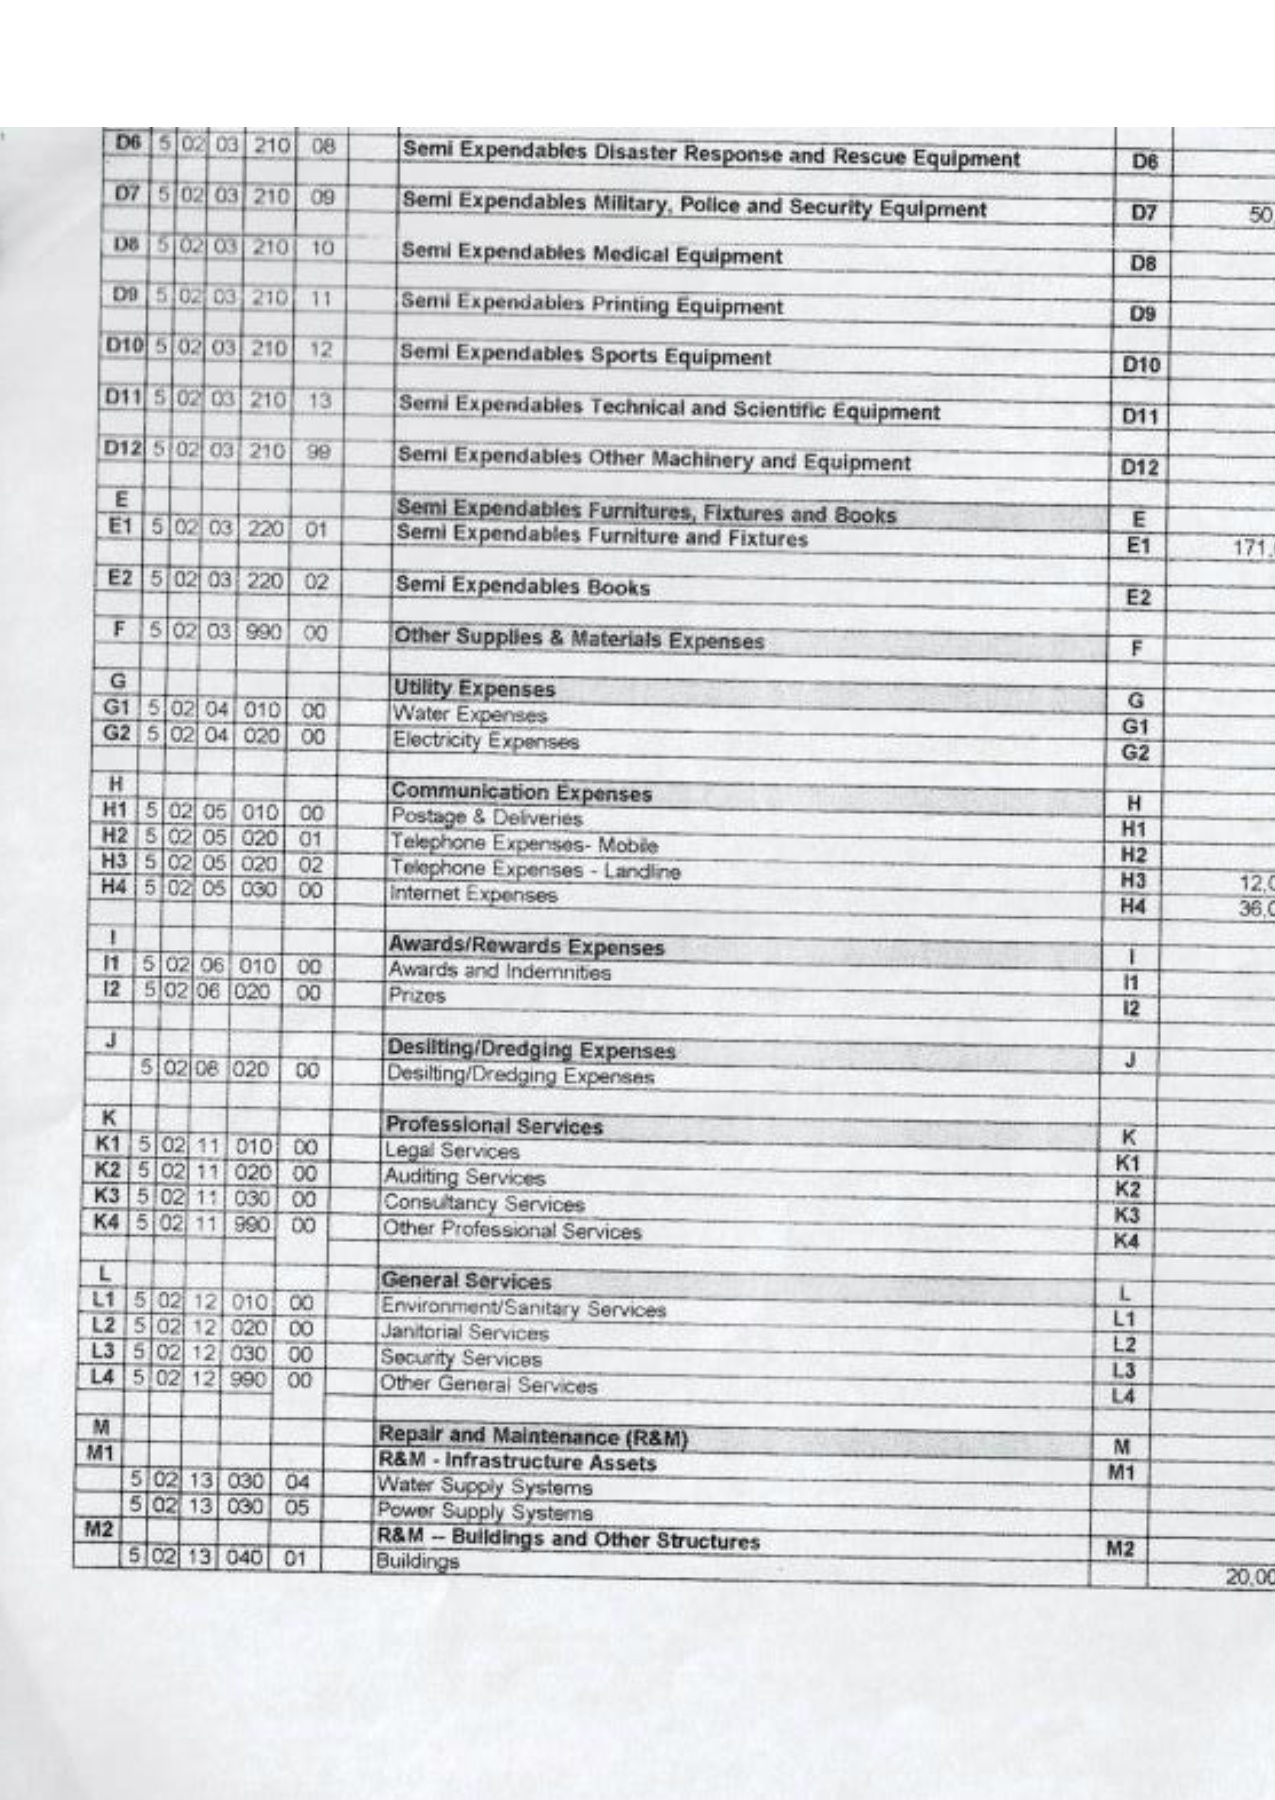 D6 5 02 03 210 08 Semi Expendables Disaster Response and Rescue Equipment D6
D7 5 02 03 210 09 Semi Expendables Military, Police and Security Equipment D7 50,
D8 5 02 03 210 10 Semi Expendables Medical Equipment D8
D9 5 02 03 210 11 Semi Expendables Printing Equipment D9
D10 5 02 03 210 12 Semi Expendables Sports Equipment D10
D11 5 02 03 210 13 Semi Expendables Technical and Scientific Equipment D11
D12 5 02 03 210 99 Semi Expendables Other Machinery and Equipment D12
E Semi Expendables Furnitures, Fixtures and Books E
E1 5 02 03 220 01 Semi Expendables Furniture and Fixtures E1 171,
E2 5 02 03 220 02 Semi Expendables Books E2
F 5 02 03 990 00 Other Supplies & Materials Expenses F
G Utility Expenses G
G1 5 02 04 010 00 Water Expenses G1
G2 5 02 04 020 00 Electricity Expenses G2
H Communication Expenses H
H1 5 02 05 010 00 Postage & Deliveries H1
H2 5 02 05 020 01 Telephone Expenses- Mobile H2
H3 5 02 05 020 02 Telephone Expenses - Landline H3 12,0
H4 5 02 05 030 00 Internet Expenses H4 36,0
I Awards/Rewards Expenses I
I1 5 02 06 010 00 Awards and Indemnities I1
I2 5 02 06 020 00 Prizes I2
J Desilting/Dredging Expenses J
5 02 08 020 00 Desilting/Dredging Expenses
K Professional Services K
K1 5 02 11 010 00 Legal Services K1
K2 5 02 11 020 00 Auditing Services K2
K3 5 02 11 030 00 Consultancy Services K3
K4 5 02 11 990 00 Other Professional Services K4
L General Services L
L1 5 02 12 010 00 Environment/Sanitary Services L1
L2 5 02 12 020 00 Janitorial Services L2
L3 5 02 12 030 00 Security Services L3
L4 5 02 12 990 00 Other General Services L4
M Repair and Maintenance (R&M) M
M1 R&M - Infrastructure Assets M1
5 02 13 030 04 Water Supply Systems
5 02 13 030 05 Power Supply Systems
M2 R&M -- Buildings and Other Structures M2
5 02 13 040 01 Buildings 20,00